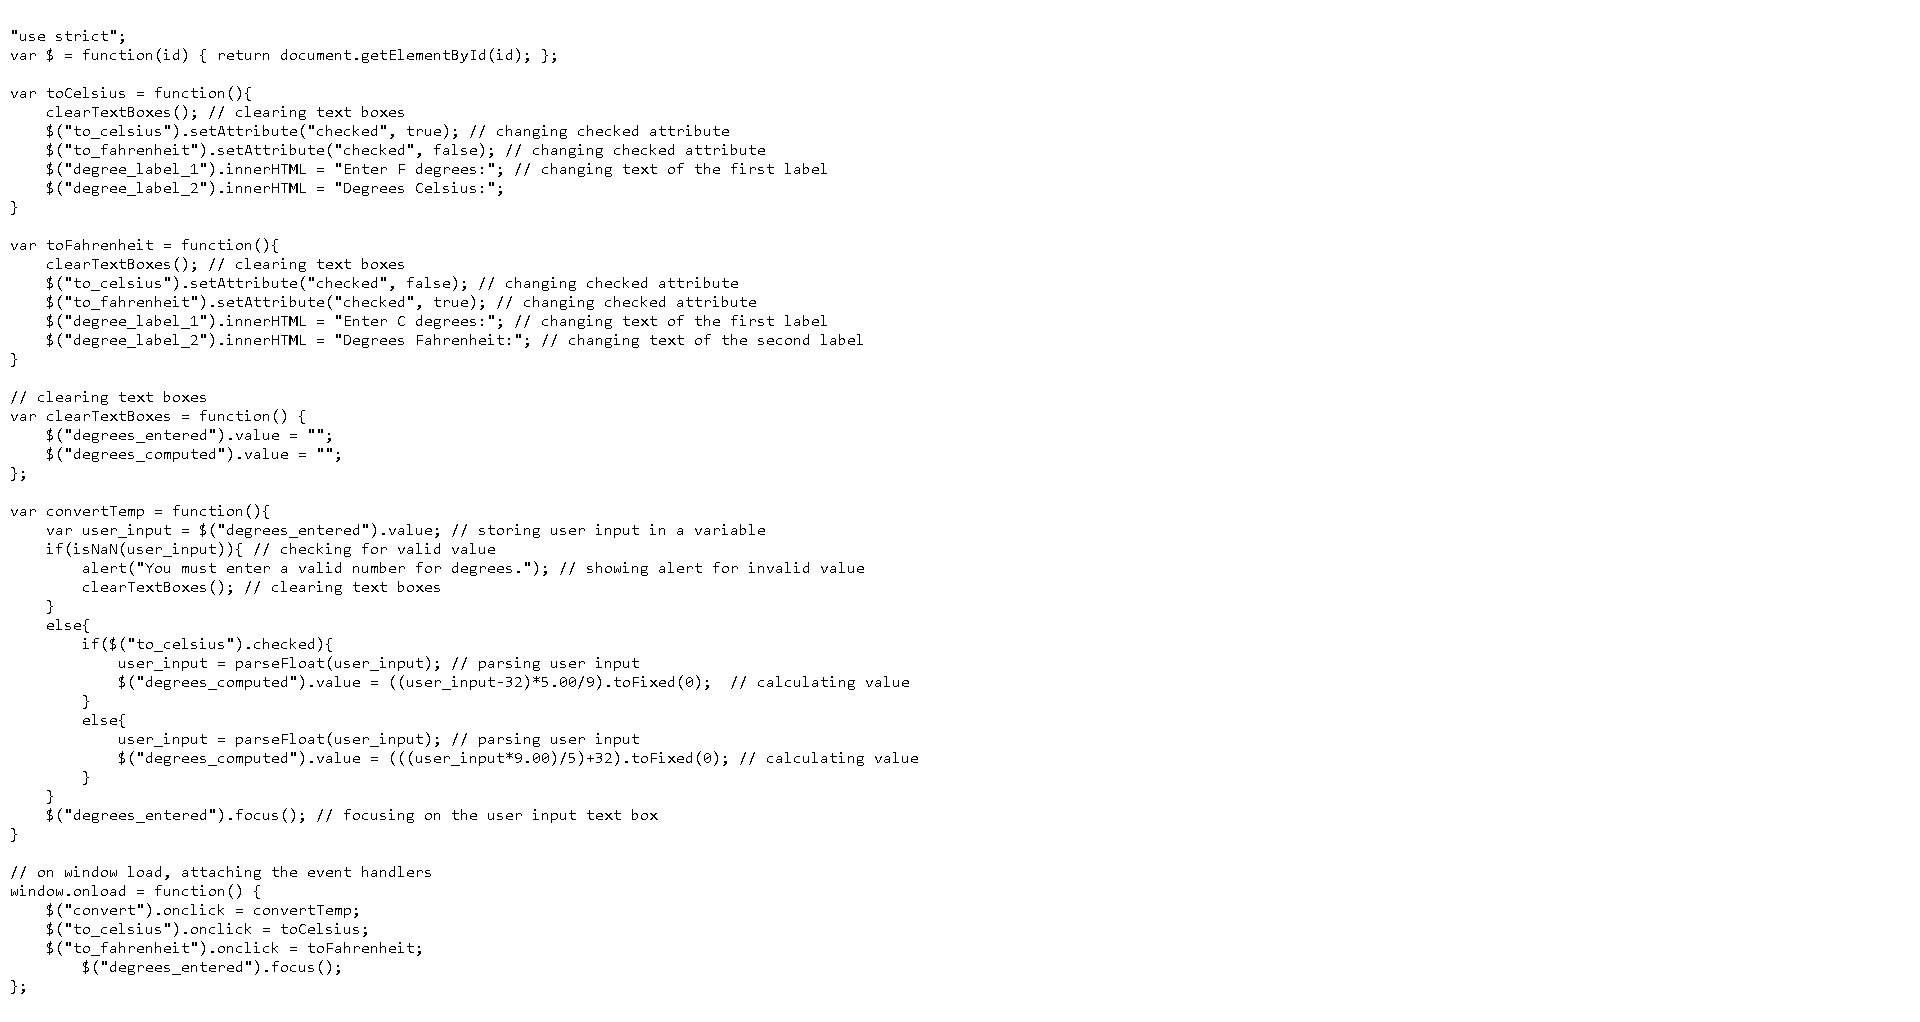 "use strict";
var $ = function(id) { return document.getElementById(id); };

var toCelsius = function(){
    clearTextBoxes(); // clearing text boxes
    $("to_celsius").setAttribute("checked", true); // changing checked attribute
    $("to_fahrenheit").setAttribute("checked", false); // changing checked attribute
    $("degree_label_1").innerHTML = "Enter F degrees:"; // changing text of the first label
    $("degree_label_2").innerHTML = "Degrees Celsius:";
}

var toFahrenheit = function(){
    clearTextBoxes(); // clearing text boxes
    $("to_celsius").setAttribute("checked", false); // changing checked attribute
    $("to_fahrenheit").setAttribute("checked", true); // changing checked attribute
    $("degree_label_1").innerHTML = "Enter C degrees:"; // changing text of the first label
    $("degree_label_2").innerHTML = "Degrees Fahrenheit:"; // changing text of the second label
}

// clearing text boxes
var clearTextBoxes = function() {
    $("degrees_entered").value = "";
    $("degrees_computed").value = "";
};

var convertTemp = function(){
    var user_input = $("degrees_entered").value; // storing user input in a variable
    if(isNaN(user_input)){ // checking for valid value
        alert("You must enter a valid number for degrees."); // showing alert for invalid value
        clearTextBoxes(); // clearing text boxes
    }
    else{
        if($("to_celsius").checked){
            user_input = parseFloat(user_input); // parsing user input
            $("degrees_computed").value = ((user_input-32)*5.00/9).toFixed(0);  // calculating value
        }
        else{
            user_input = parseFloat(user_input); // parsing user input
            $("degrees_computed").value = (((user_input*9.00)/5)+32).toFixed(0); // calculating value
        }
    }
    $("degrees_entered").focus(); // focusing on the user input text box
}

// on window load, attaching the event handlers
window.onload = function() {
    $("convert").onclick = convertTemp;
    $("to_celsius").onclick = toCelsius;
    $("to_fahrenheit").onclick = toFahrenheit;
        $("degrees_entered").focus();
};